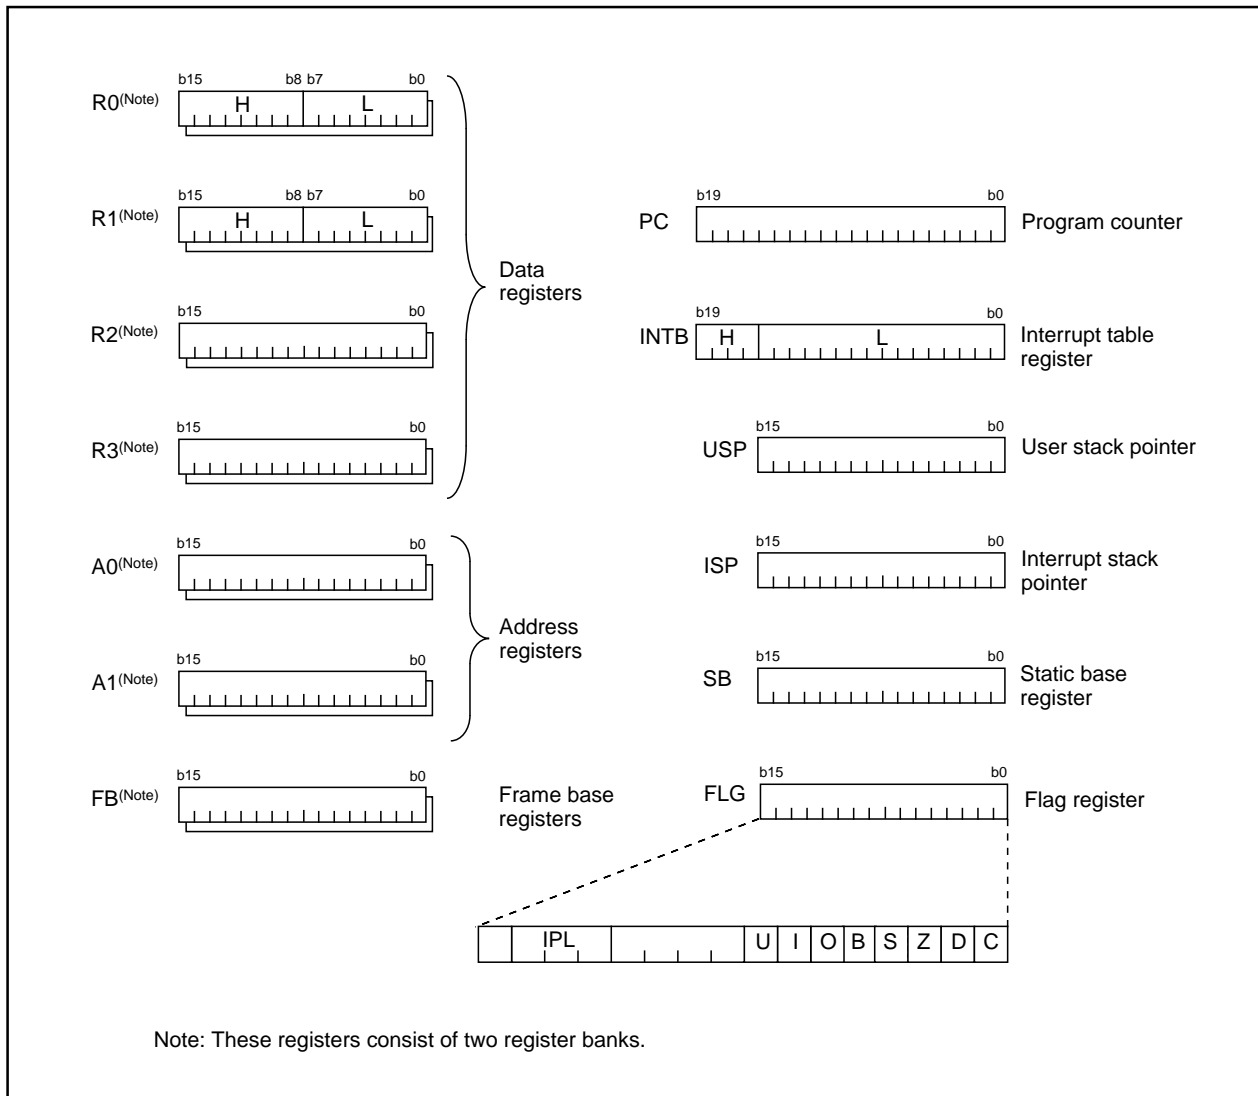 b15 b8 b7 b0
R0(Note) H L
b15 b8 b7 b0
R1(Note) H L
b15 b0
R2(Note)
b15 b0
R3(Note)
Data
registers
b15 b0
A0(Note)
b15 b0
A1(Note)
Address
registers
b15 b0
FB(Note)
Frame base
registers
b19 b0
PC Program counter
b19 b0
INTB H L Interrupt table
register
b15 b0
USP User stack pointer
b15 b0
ISP Interrupt stack
pointer
b15 b0
SB Static base
register
b15 b0
FLG Flag register
IPL U I O B S Z D C
Note: These registers consist of two register banks.